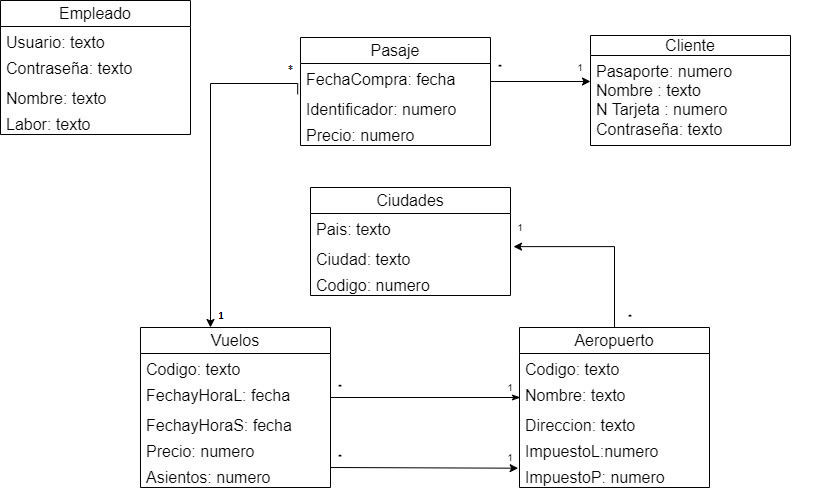 Empleado
Usuario: texto
Contraseña: texto
Nombre: texto
Labor: texto
Pasaje
FechaCompra: fecha
Identificador: numero
Precio: numero
*
1
Cliente
Pasaporte: numero
Nombre : texto
N Tarjeta : numero
Contraseña: texto
*
1
Ciudades
Pais: texto
Ciudad: texto
Codigo: numero
1
*
Vuelos
Codigo: texto
FechayHoraL: fecha
FechayHoraS: fecha
Precio: numero
Asientos: numero
*
1
*
1
Aeropuerto
Codigo: texto
Nombre: texto
Direccion: texto
ImpuestoL:numero
ImpuestoP: numero